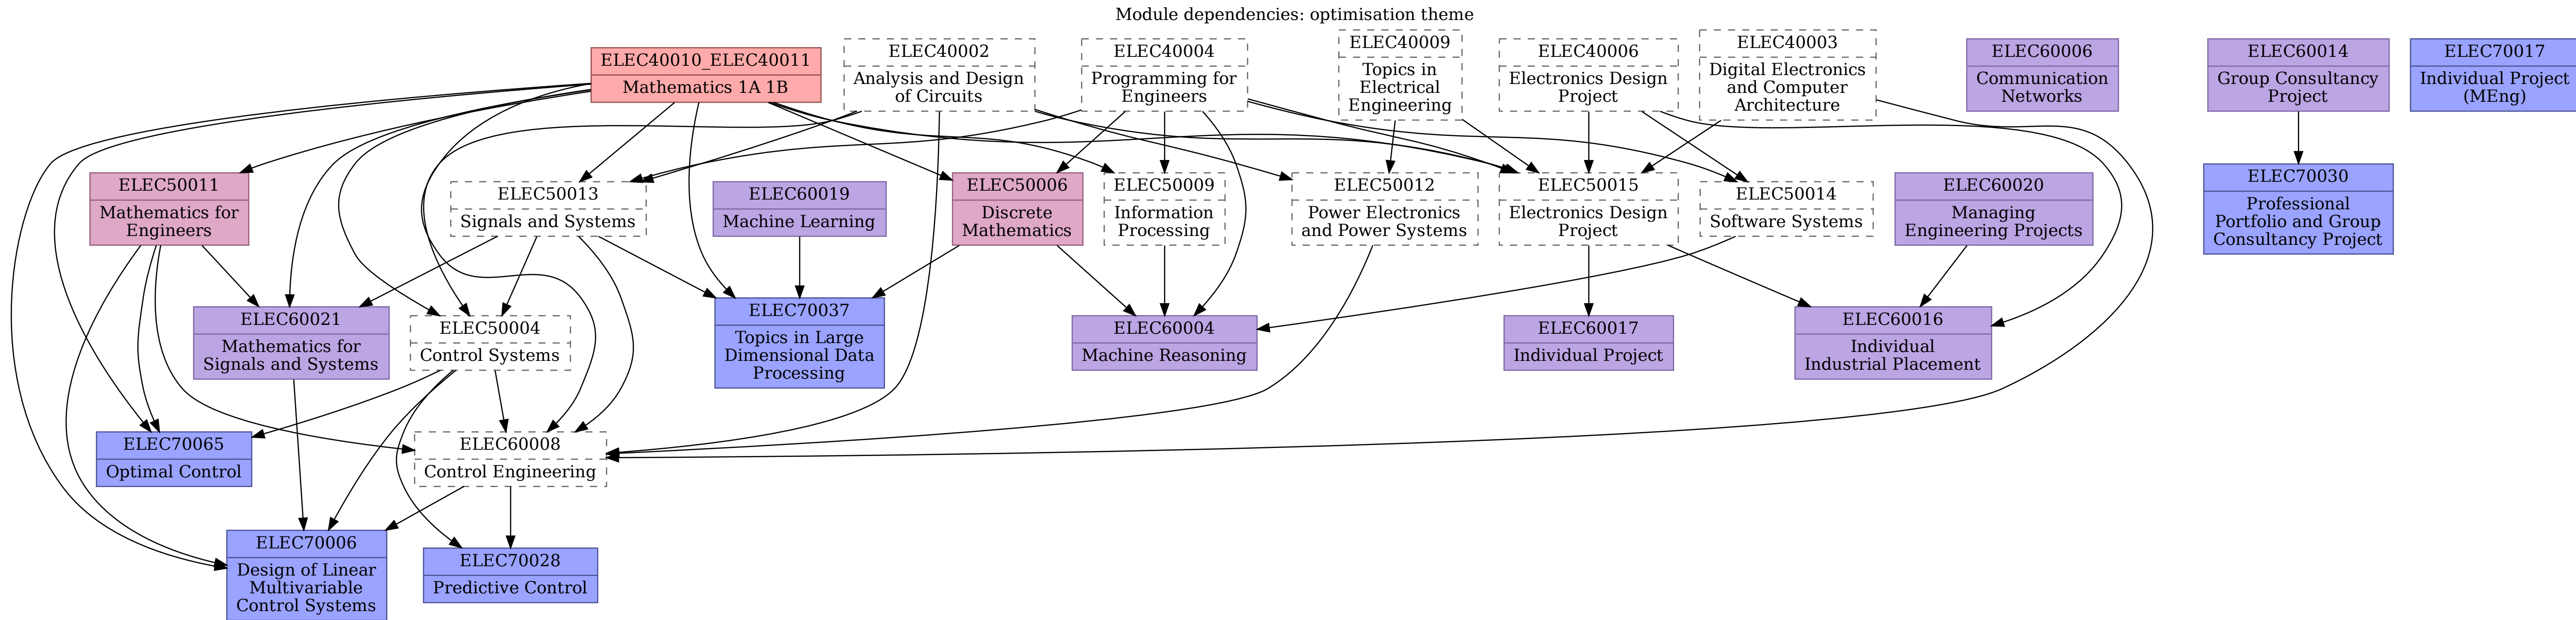 Module dependencies: optimisation theme
ELEC40010_ELEC40011
Mathematics 1A 1B
ELEC40002
Analysis and Design
of Circuits
ELEC40004
Programming for
Engineers
ELEC40009
Topics in
Electrical
Engineering
ELEC40006
Electronics Design
Project
ELEC40003
Digital Electronics
and Computer
Architecture
ELEC60006
Communication
Networks
ELEC60014
Group Consultancy
Project
ELEC70017
Individual Project
(MEng)
ELEC50011
Mathematics for
Engineers
ELEC50013
Signals and Systems
ELEC60019
Machine Learning
ELEC50006
Discrete
Mathematics
ELEC50009
Information
Processing
ELEC50012
Power Electronics
and Power Systems
ELEC50015
Electronics Design
Project
ELEC50014
Software Systems
ELEC60020
Managing
Engineering Projects
ELEC70030
Professional
Portfolio and Group
Consultancy Project
ELEC60021
Mathematics for
Signals and Systems
ELEC50004
Control Systems
ELEC70037
Topics in Large
Dimensional Data
Processing
ELEC60004
Machine Reasoning
ELEC60017
Individual Project
ELEC60016
Individual
Industrial Placement
ELEC70065
Optimal Control
ELEC60008
Control Engineering
ELEC70006
Design of Linear
Multivariable
Control Systems
ELEC70028
Predictive Control